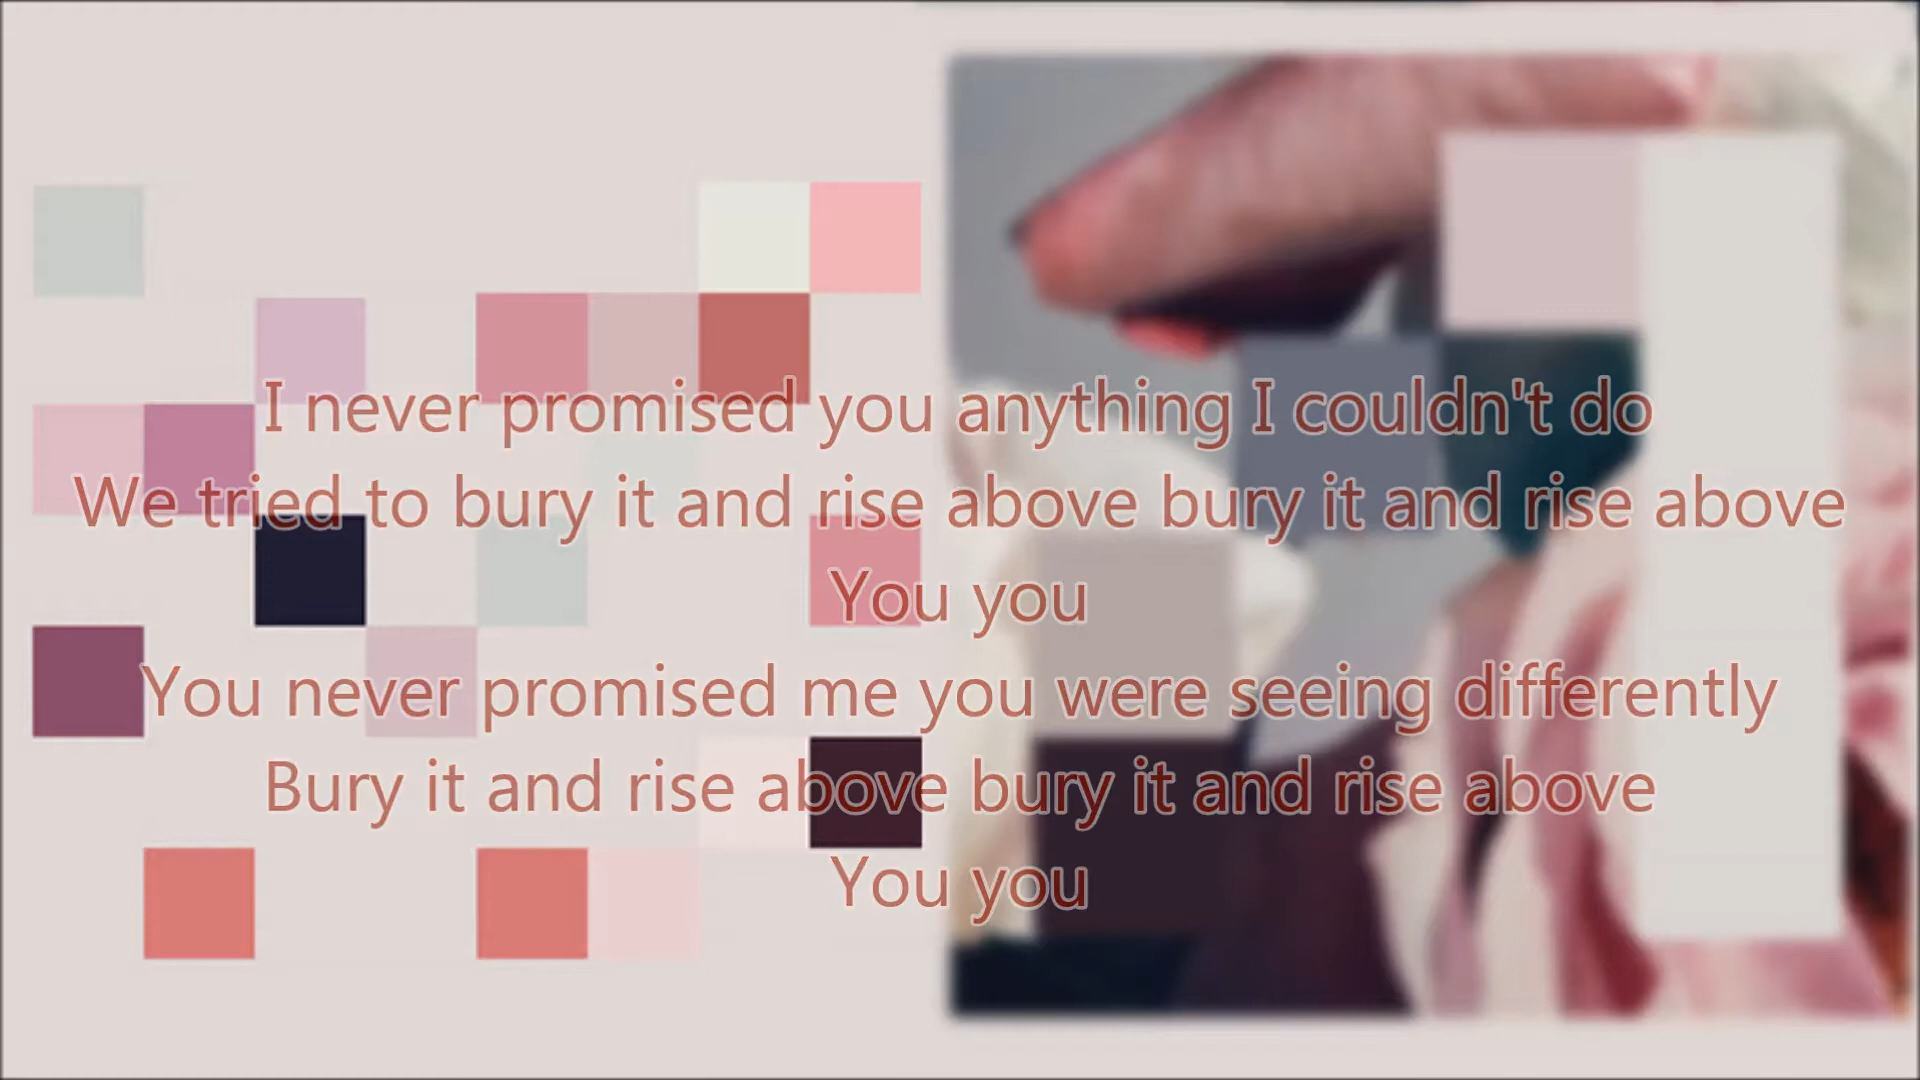 I never promised you anything I couldn't do
We tried to bury it and rise above bury it and rise above
You you
You never promised me you were seeing differently
Bury it and rise above bury it and rise above
You you